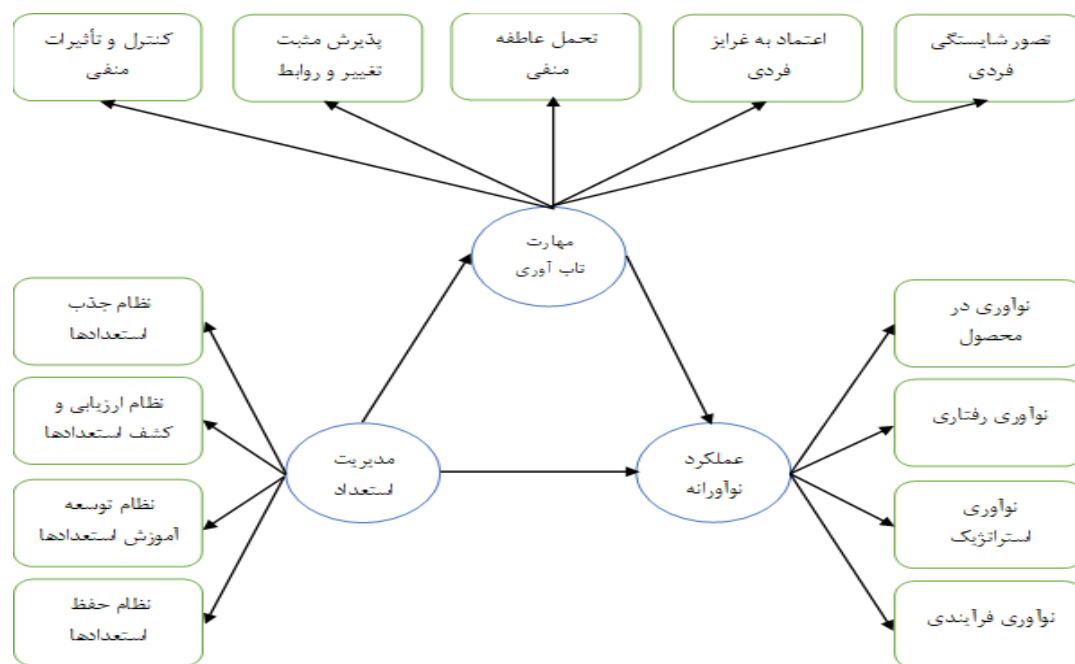 تصور شایستگی
فردی
اعتماد به غرایز
فردی
تحمل عاطفه
منفی
پذیرش مثبت
تغییر و روابط
کنترل و تأثیرات
منفی
مهارت
تاب آوری
نوآوری در
محصول
نوآوری رفتاری
نوآوری
استراتژیک
نوآوری فرآیندی
عملکرد
نوآورانه
مدیریت
استعداد
نظام جذب
استعدادها
نظام ارزیابی و
کشف استعدادها
نظام توسعه
آموزش استعدادها
نظام حفظ
استعدادها